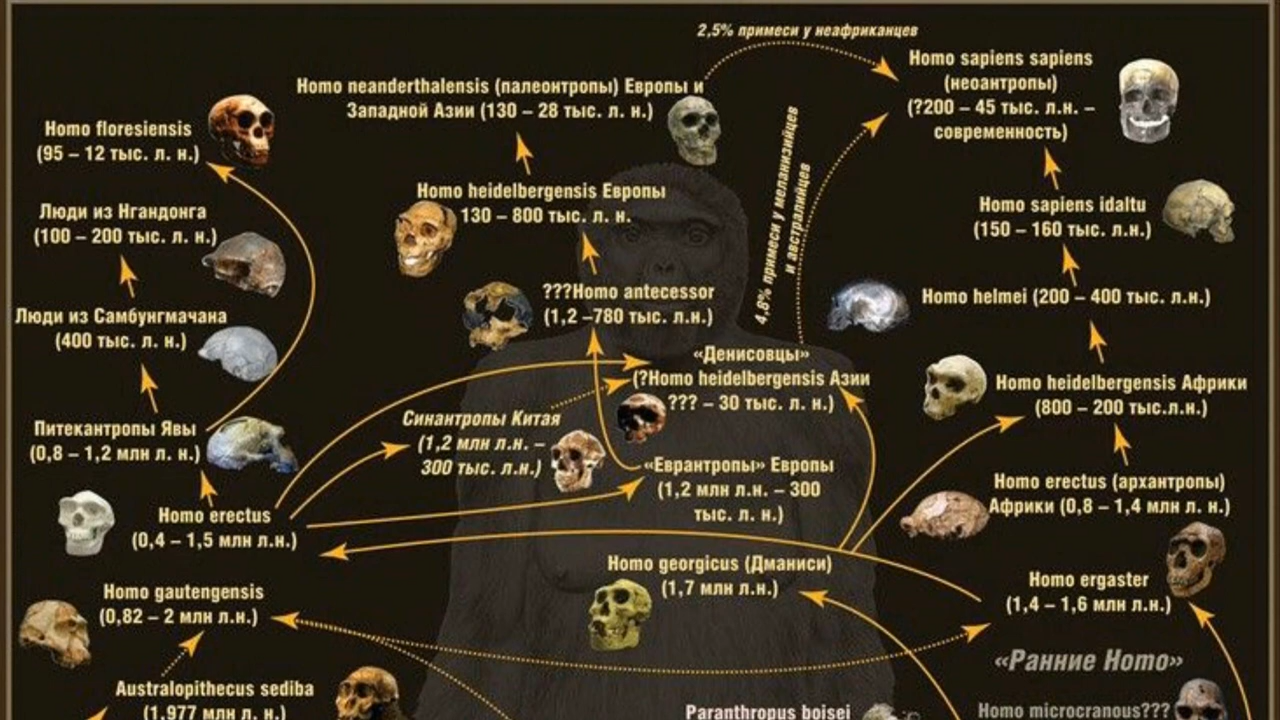 2,5% примеси у неафриканцев
Homo sapiens sapiens
(неоантропы)
(?200 – 45 тыс. л.н. –
современность)
Homo neanderthalensis (палеонтропы) Европы и
Западной Азии (130 – 28 тыс. л. н.)
Homo floresiensis
(95 – 12 тыс. л. н.)
4,8% примеси у меланизийцев
и австралийцев
Homo heidelbergensis Европы
130 – 800 тыс. л. н.
Homo sapiens idaltu
(150 – 160 тыс. л.н.)
Люди из Нгандонга
(100 – 200 тыс. л. н.)
???Homo antecessor
(1,2 –780 тыс. л.н.)
Homo helmei (200 – 400 тыс. л.н.)
Люди из Самбунгмачана
(400 тыс. л. н.)
«Денисовцы»
(?Homo heidelbergensis Азии
??? – 30 тыс. л. н.)
Homo heidelbergensis Африки
(800 – 200 тыс.л.н.)
Синантропы Китая
(1,2 млн л.н. –
300 тыс. л.н.)
Питекантропы Явы
(0,8 – 1,2 млн л. н.)
«Еврантропы» Европы
(1,2 млн л.н. – 300
тыс. л. н.)
Homo erectus (архантропы)
Африки (0,8 – 1,4 млн л. н.)
Homo erectus
(0,4 – 1,5 млн л.н.)
Homo georgicus (Дманиси)
(1,7 млн л.н.)
Homo ergaster
(1,4 – 1,6 млн л.н.)
Homo gautengensis
(0,82 – 2 млн л.н.)
«Ранние Homo»
Australopithecus sediba
(1,977 млн л. н.)
Paranthropus boisei
Homo microcranous???